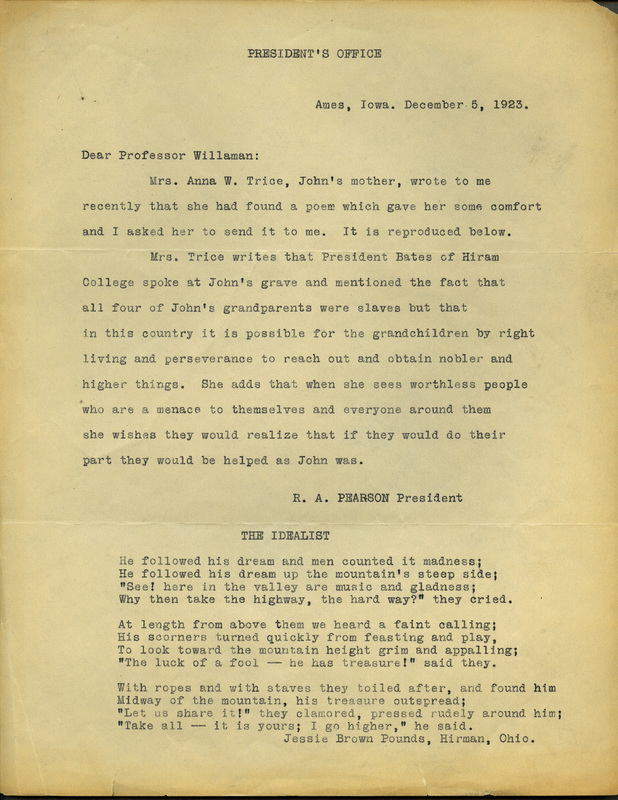 PRESIDENT'S OFFICE
Ames, Iowa. December 5, 1923.
Dear Professor Willaman:
Mrs. Anna W. Trice, John's mother, wrote to me
recently that she had found a poem which gave her some comfort
and I asked her to send it to me. It is reproduced below.
Mrs. Trice writes that President Bates of Hiram
College spoke at John's grave and mentioned the fact that
all four of John's grandparents were slaves but that
in this country it is possible for the grandchildren by right
living and perseverance to reach out and obtain nobler and
higher things. She adds that when she sees worthless people
who are a menace to themselves and everyone around them
she wishes they would realize that if they would do their
part they would be helped as John was.
R. A. PEARSON President
THE IDEALIST
He followed his dream and men counted it madness;
He followed his dream up the mountain's steep side;
"See! here in the valley are music and gladness;
Why then take the highway, the hard way?" they cried.
At length from above them we heard a faint calling;
His scorners turned quickly from feasting and play,
To look toward the mountain height grim and appalling;
"The luck of a fool -- he has treasure!" said they.
With ropes and with staves they toiled after, and found him
Midway of the mountain, his treasure outspread;
"Let us share it!" they clamored, pressed rudely around him;
"Take all -- it is yours; I go higher," he said.
Jessie Brown Pounds, Hirman, Ohio.